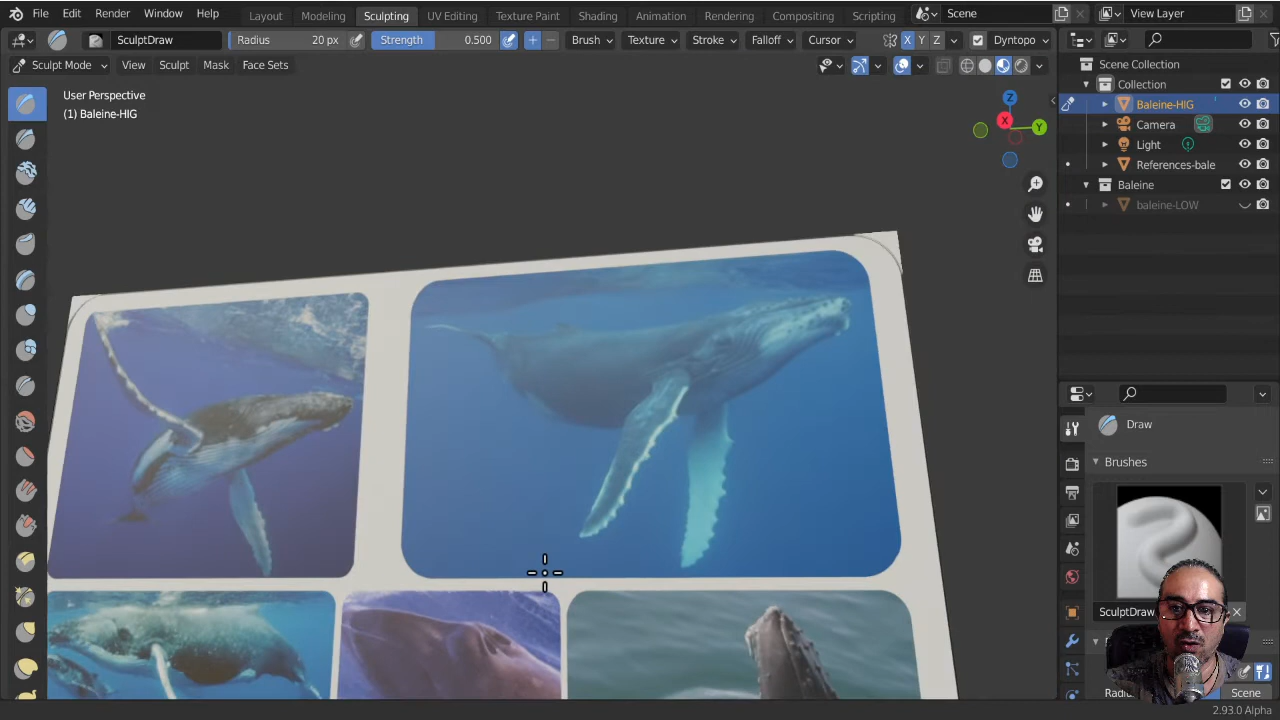 File Edit Render Window Help Layout Modeling Sculpting UV Editing Texture Paint Shading Animation Rendering Compositing Scripting Scene View Layer
SculptDraw Radius 20 px Strength 0.500 Brush Texture Stroke Falloff Cursor X Y Z Dyntopo
Sculpt Mode View Sculpt Mask Face Sets
User Perspective
(1) Baleine-HIG
Z
X
Y
Scene Collection
Collection
Baleine-HIG
Camera
Light
References-bale
Baleine
baleine-LOW
Draw
Brushes
SculptDraw
Scene
2.93.0 Alpha